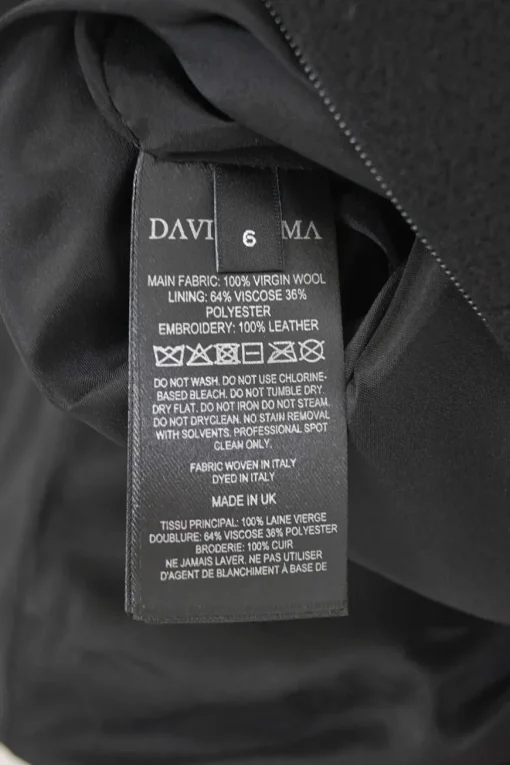 DAVI
6
MA
MAIN FABRIC: 100% VIRGIN WOOL
LINING: 64% VISCOSE 36%
POLYESTER
EMBROIDERY: 100% LEATHER
DO NOT WASH. DO NOT USE CHLORINE-
BASED BLEACH. DO NOT TUMBLE DRY.
DRY FLAT. DO NOT IRON DO NOT STEAM.
DO NOT DRYCLEAN. NO STAIN REMOVAL
WITH SOLVENTS. PROFESSIONAL SPOT
CLEAN ONLY.
FABRIC WOVEN IN ITALY
DYED IN ITALY
MADE IN UK
TISSU PRINCIPAL: 100% LAINE VIERGE
DOUBLURE: 64% VISCOSE 36% POLYESTER
BRODERIE: 100% CUIR
NE JAMAIS LAVER. NE PAS UTILISER
D'AGENT DE BLANCHIMENT À BASE DE